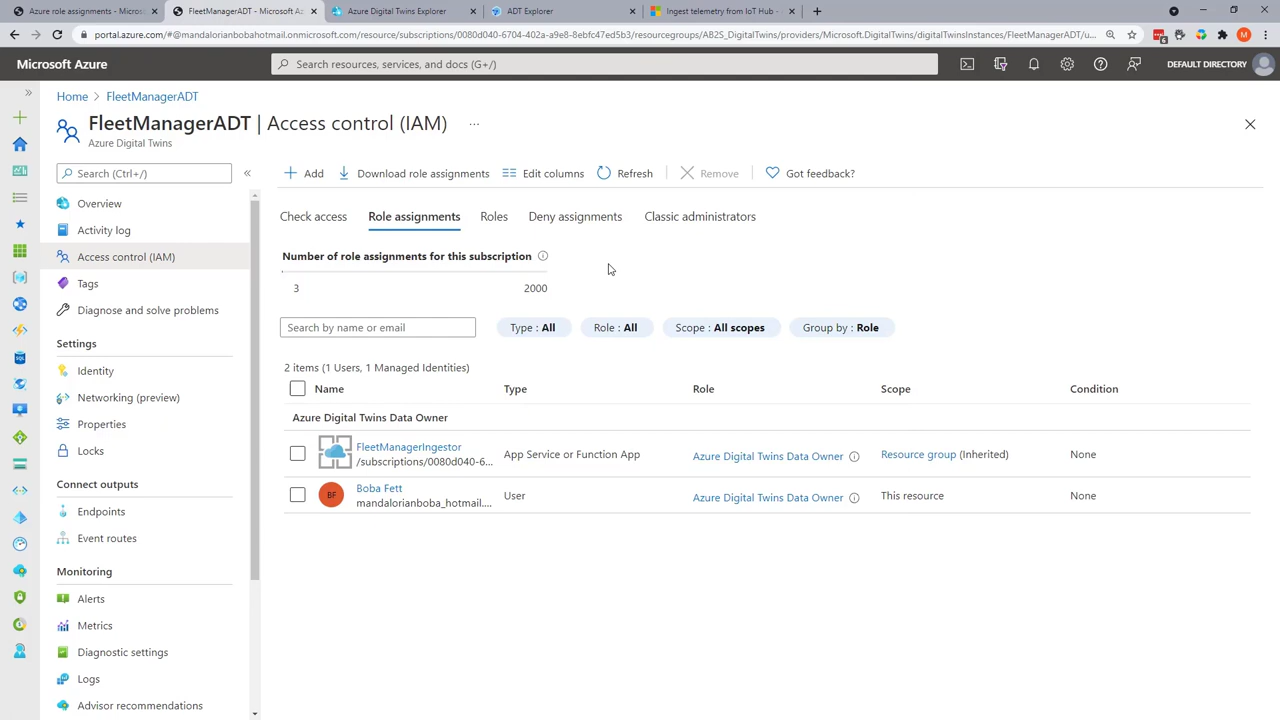 Azure role assignments - Micros
FleetManagerADT - Microsoft Az
Azure Digital Twins Explorer
ADT Explorer
Ingest telemetry from IoT Hub -
portal.azure.com/#@mandalorianbobahotmail.onmicrosoft.com/resource/subscriptions/0080d040-6704-402a-a9e8-8ebfc47ed5b3/resourcegroups/AB2S_DigitalTwins/providers/Microsoft.DigitalTwins/digitalTwinsInstances/FleetManagerADT/u...
6
M
Microsoft Azure
Search resources, services, and docs (G+/)
DEFAULT DIRECTORY
Home > FleetManagerADT
FleetManagerADT | Access control (IAM) ...
Azure Digital Twins
Search (Ctrl+/)
Add
Download role assignments
Edit columns
Refresh
Remove
Got feedback?
Overview
Activity log
Access control (IAM)
Tags
Diagnose and solve problems
Settings
Identity
Networking (preview)
Properties
Locks
Connect outputs
Endpoints
Event routes
Monitoring
Alerts
Metrics
Diagnostic settings
Logs
Advisor recommendations
Check access
Role assignments
Roles
Deny assignments
Classic administrators
Number of role assignments for this subscription
3
2000
Search by name or email
Type : All
Role : All
Scope : All scopes
Group by : Role
2 items (1 Users, 1 Managed Identities)
Name
Type
Role
Scope
Condition
Azure Digital Twins Data Owner
FleetManagerIngestor
/subscriptions/0080d040-6...
App Service or Function App
Azure Digital Twins Data Owner
Resource group (Inherited)
None
BF
Boba Fett
mandalorianboba_hotmail....
User
Azure Digital Twins Data Owner
This resource
None